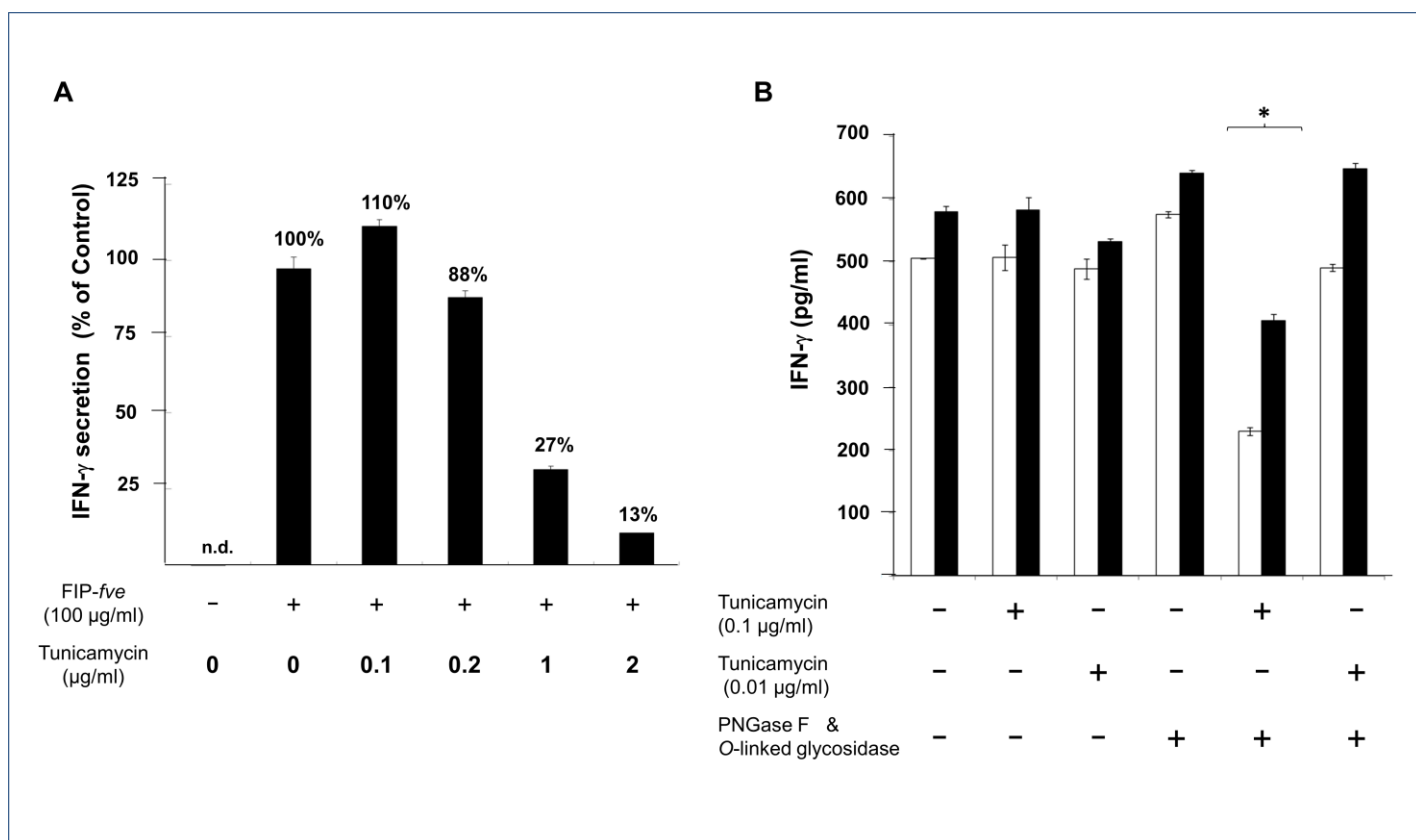 A
IFN-γ secretion (% of Control)
125
100
75
50
25
n.d.
100%
110%
88%
27%
13%
FIP-fve
(100 µg/ml)
− + + + + +
Tunicamycin
(µg/ml)
0 0 0.1 0.2 1 2
B
*
IFN-γ (pg/ml)
700
600
500
400
300
200
100
Tunicamycin
(0.1 µg/ml)
− + − − + −
Tunicamycin
(0.01 µg/ml)
− − + − − +
PNGase F &
O-linked glycosidase
− − − + + +